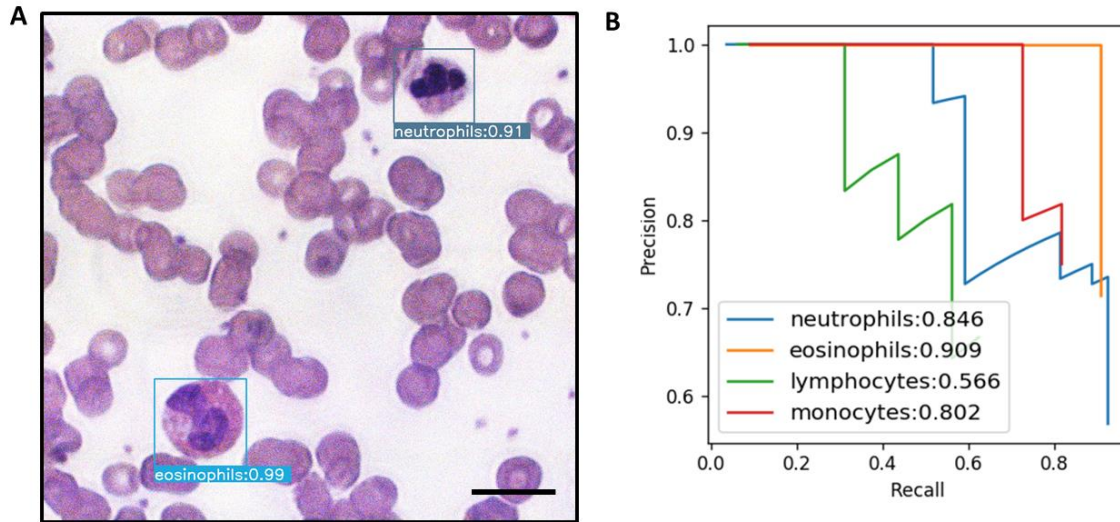 A
neutrophils:0.91
eosinophils:0.99
B
1.0
0.9
0.8
0.7
0.6
Precision
neutrophils:0.846
eosinophils:0.909
lymphocytes:0.566
monocytes:0.802
0.0 0.2 0.4 0.6 0.8
Recall